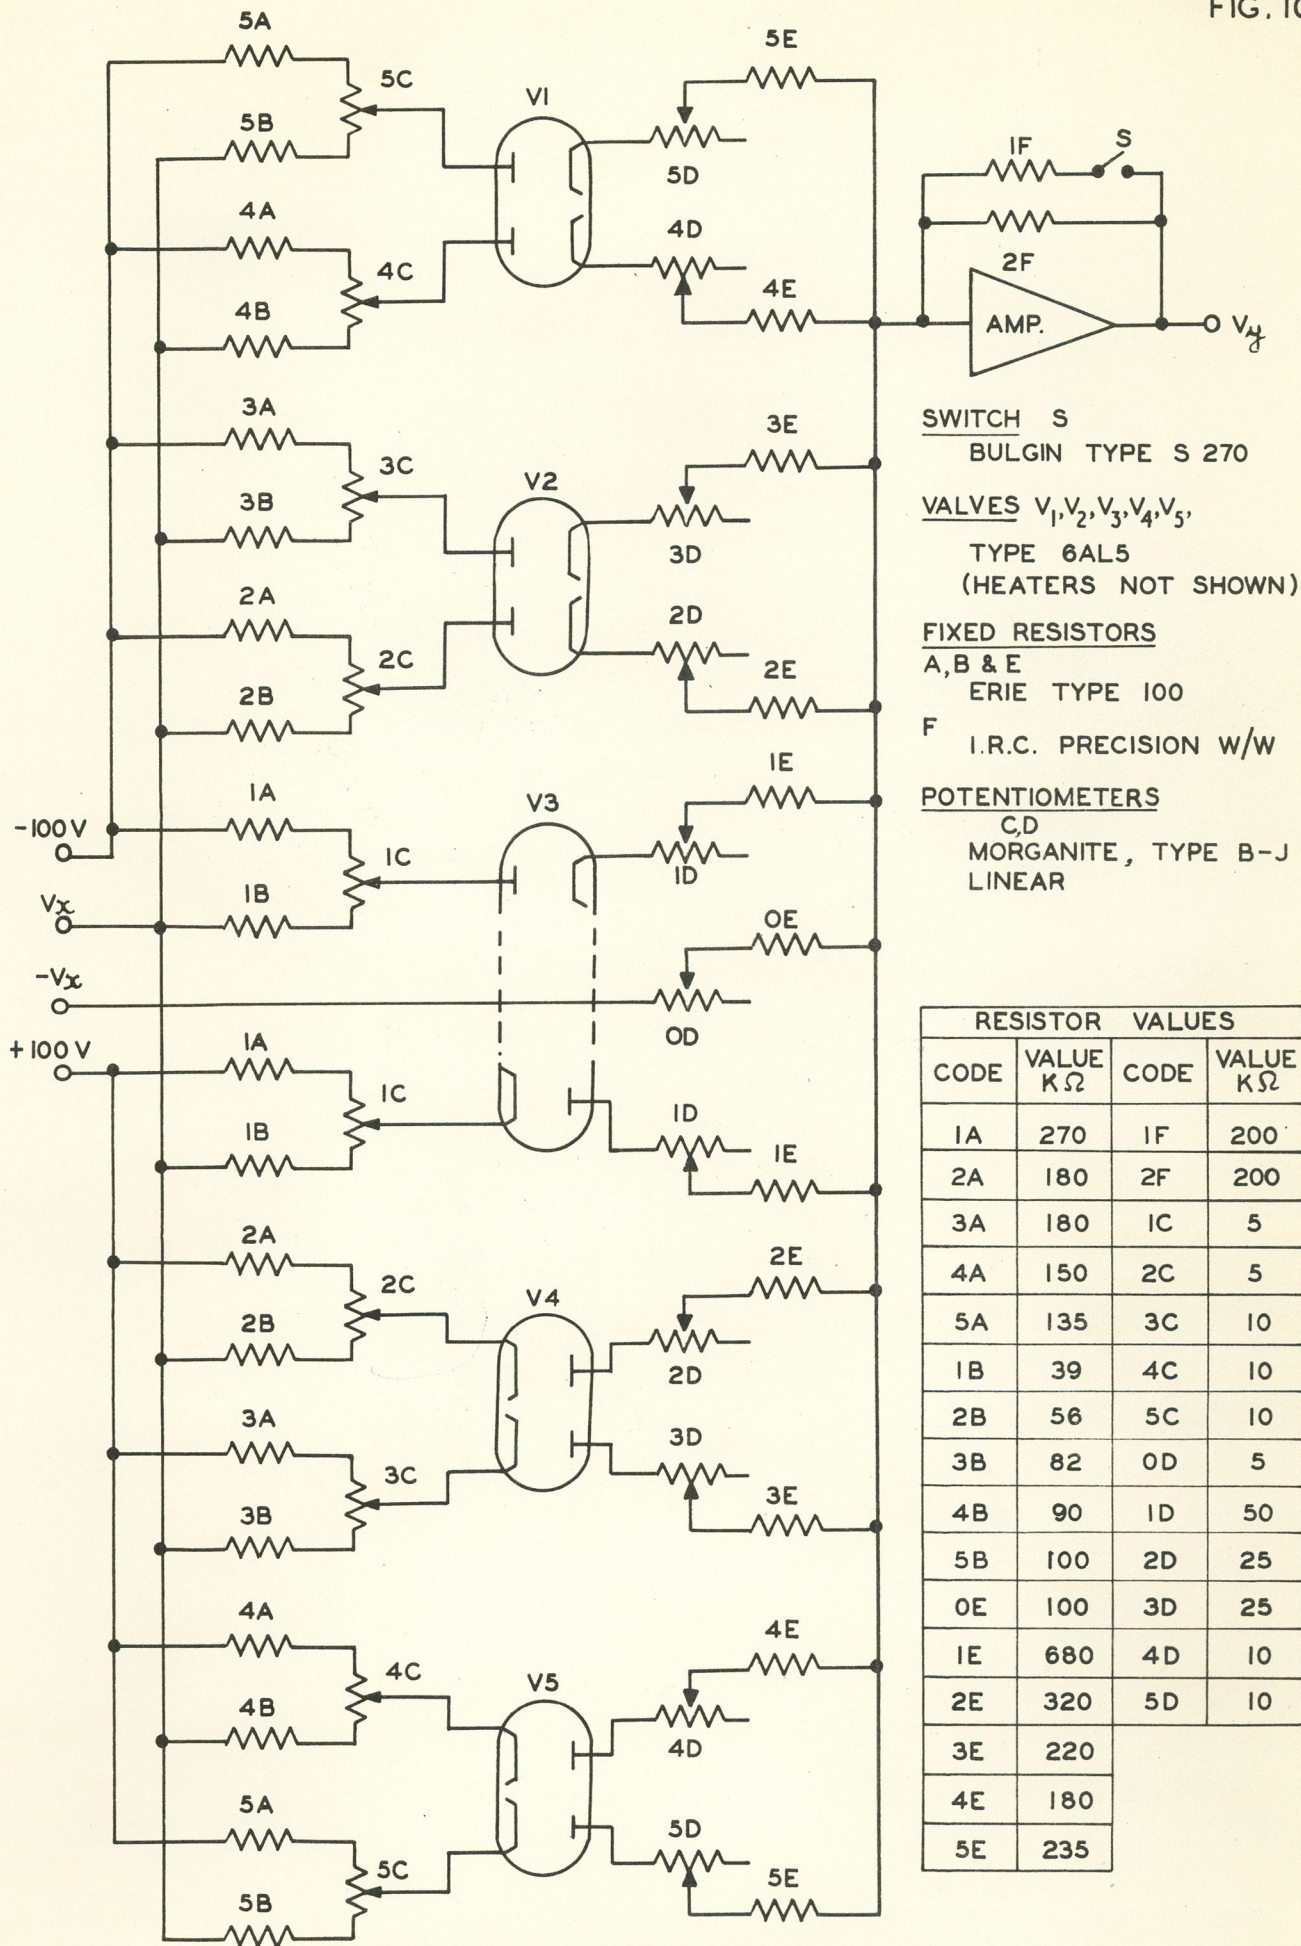 FIG. 10
5A
5C
5B
4A
4C
4B
V1
5E
5D
4D
4E
1F
S
2F
AMP.
Vy
3A
3C
3B
2A
2C
2B
V2
3E
3D
2D
2E
SWITCH S
BULGIN TYPE S 270
VALVES V1,V2,V3,V4,V5,
TYPE 6AL5
(HEATERS NOT SHOWN)
FIXED RESISTORS
A,B & E
ERIE TYPE 100
F
I.R.C. PRECISION W/W
POTENTIOMETERS
C,D
MORGANITE, TYPE B-J
LINEAR
-100V
1A
1C
1B
V3
1E
1D
Vx
-Vx
0E
0D
+100V
1A
1C
1B
1D
1E
2A
2C
2B
3A
3C
3B
V4
2E
2D
3D
3E
4A
4C
4B
5A
5C
5B
V5
4E
4D
5D
5E
RESISTOR VALUES
CODE VALUE KΩ CODE VALUE KΩ
1A 270 1F 200
2A 180 2F 200
3A 180 1C 5
4A 150 2C 5
5A 135 3C 10
1B 39 4C 10
2B 56 5C 10
3B 82 0D 5
4B 90 1D 50
5B 100 2D 25
0E 100 3D 25
1E 680 4D 10
2E 320 5D 10
3E 220
4E 180
5E 235